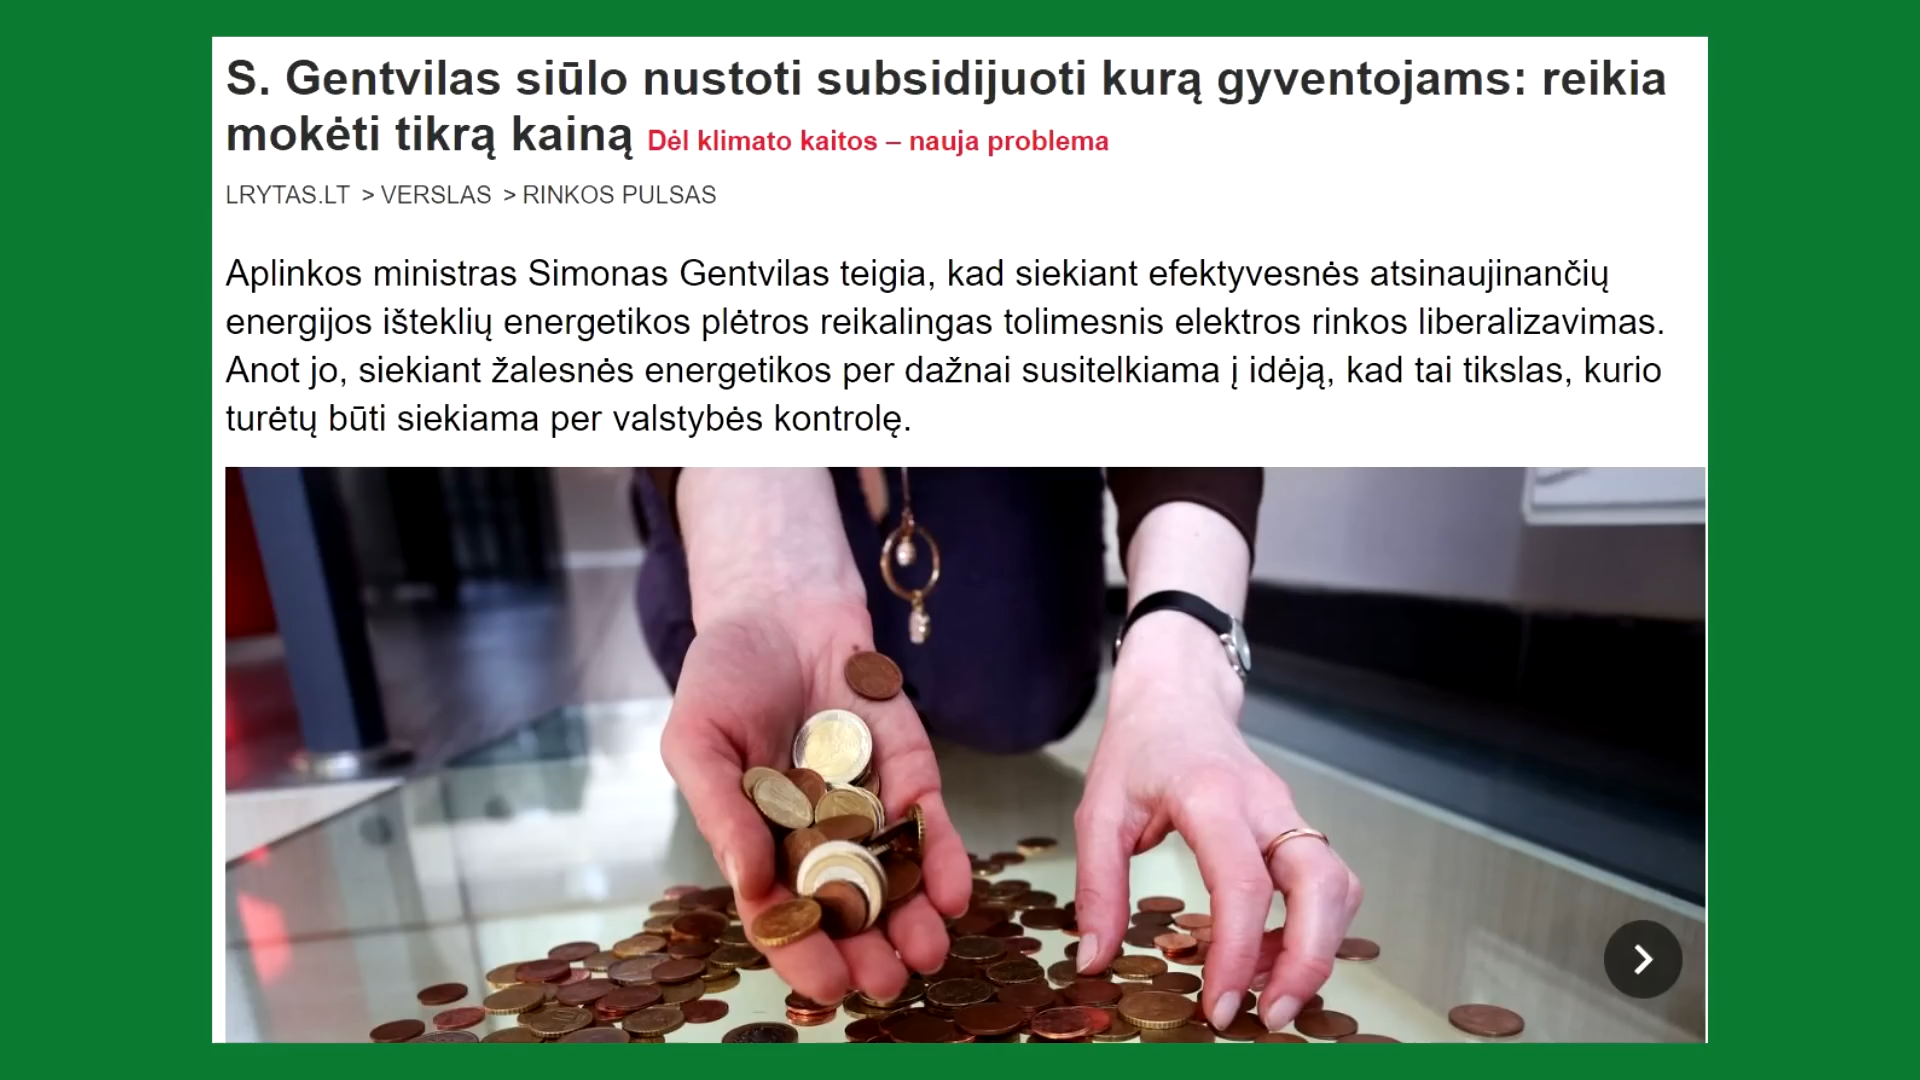 S. Gentvilas siūlo nustoti subsidijuoti kurą gyventojams: reikia
mokėti tikrą kainą Dėl klimato kaitos – nauja problema
LRYTAS.LT > VERSLAS > RINKOS PULSAS
Aplinkos ministras Simonas Gentvilas teigia, kad siekiant efektyvesnės atsinaujinančių
energijos išteklių energetikos plėtros reikalingas tolimesnis elektros rinkos liberalizavimas.
Anot jo, siekiant žalesnės energetikos per dažnai susitelkiama į idėją, kad tai tikslas, kurio
turėtų būti siekiama per valstybės kontrolę.